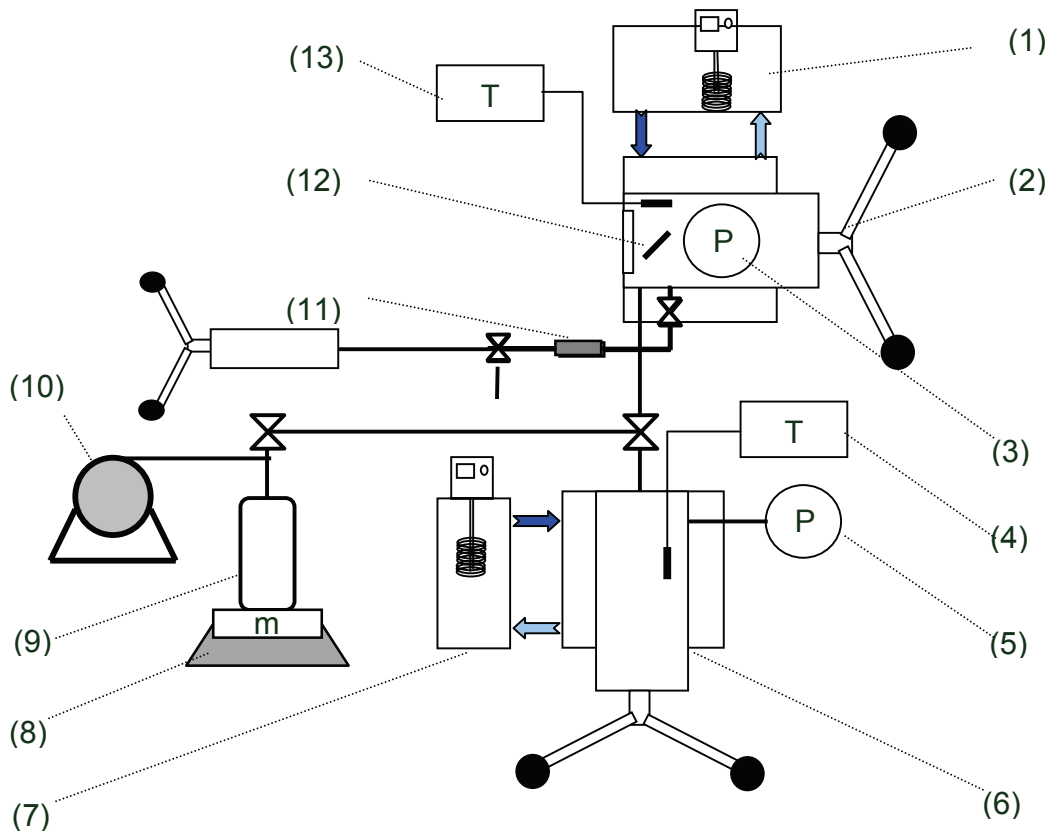 (1)
(13)
T
(12)
(2)
P
(11)
(10)
T
(3)
P
(4)
m
(9)
(5)
(8)
(7)
(6)